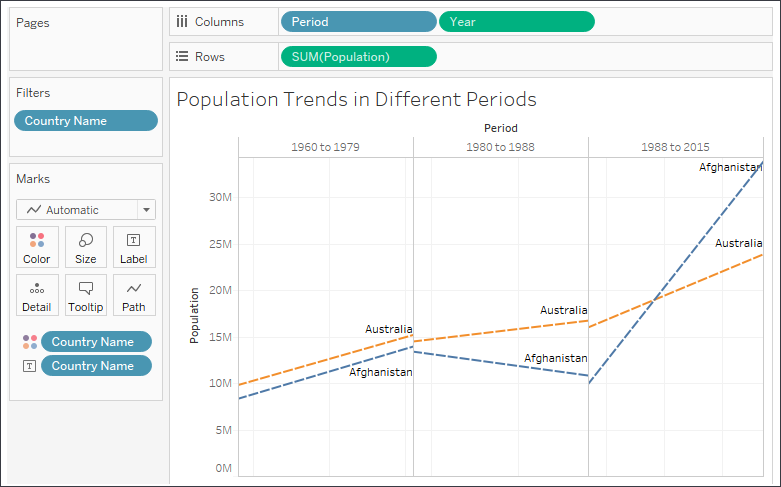 Pages
Columns
Period
Year
Rows
SUM(Population)
Filters
Country Name
Marks
Automatic
Color
Size
Label
Detail
Tooltip
Path
Country Name
Country Name
Population Trends in Different Periods
Period
1960 to 1979
1980 to 1988
1988 to 2015
Population
30M
25M
20M
15M
10M
5M
0M
Australia
Afghanistan
Australia
Afghanistan
Afghanistan
Australia